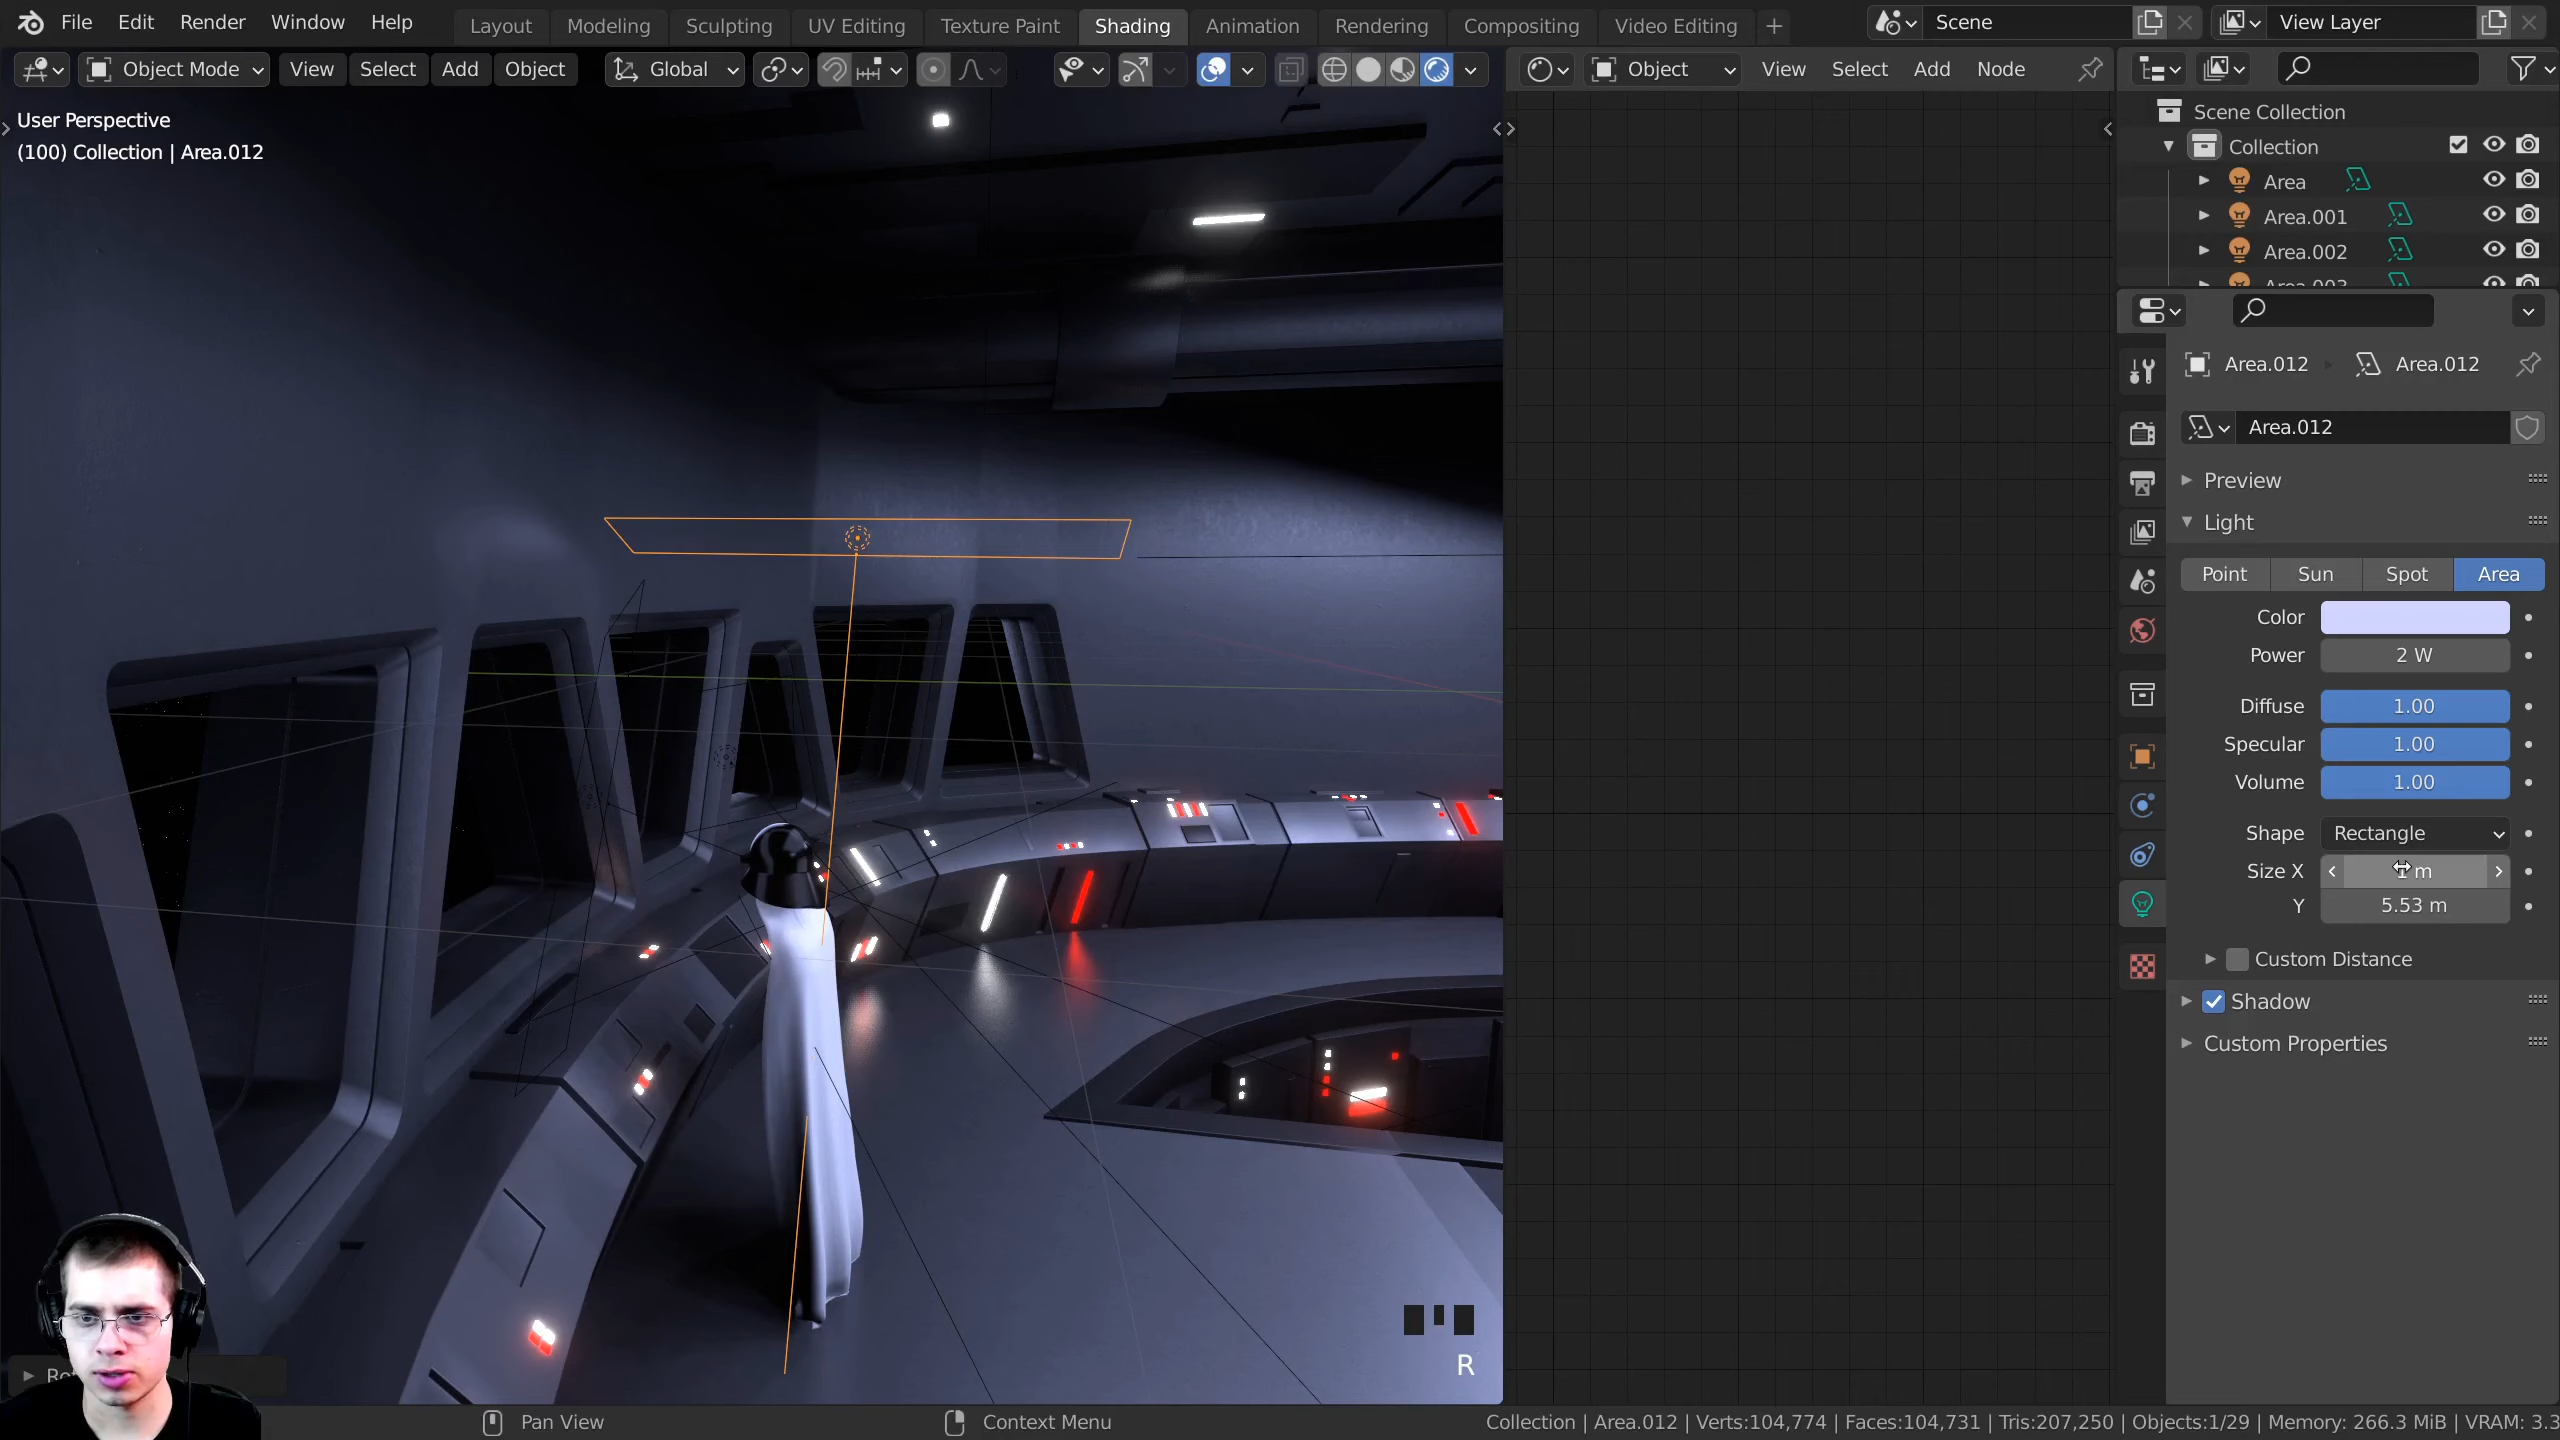 File Edit Render Window Help Layout Modeling Sculpting UV Editing Texture Paint Shading Animation Rendering Compositing Video Editing + Scene View Layer
Object Mode View Select Add Object Global Object View Select Add Node
User Perspective
(100) Collection | Area.012
Scene Collection
Collection
Area
Area.001
Area.002
Area.003
Area.012 Area.012
Area.012
Preview
Light
Point Sun Spot Area
Color
Power 2 W
Diffuse 1.00
Specular 1.00
Volume 1.00
Shape Rectangle
Size X m
Y 5.53 m
Custom Distance
Shadow
Custom Properties
R
Pan View Context Menu Collection | Area.012 | Verts:104,774 | Faces:104,731 | Tris:207,250 | Objects:1/29 | Memory: 266.3 MiB | VRAM: 3.3